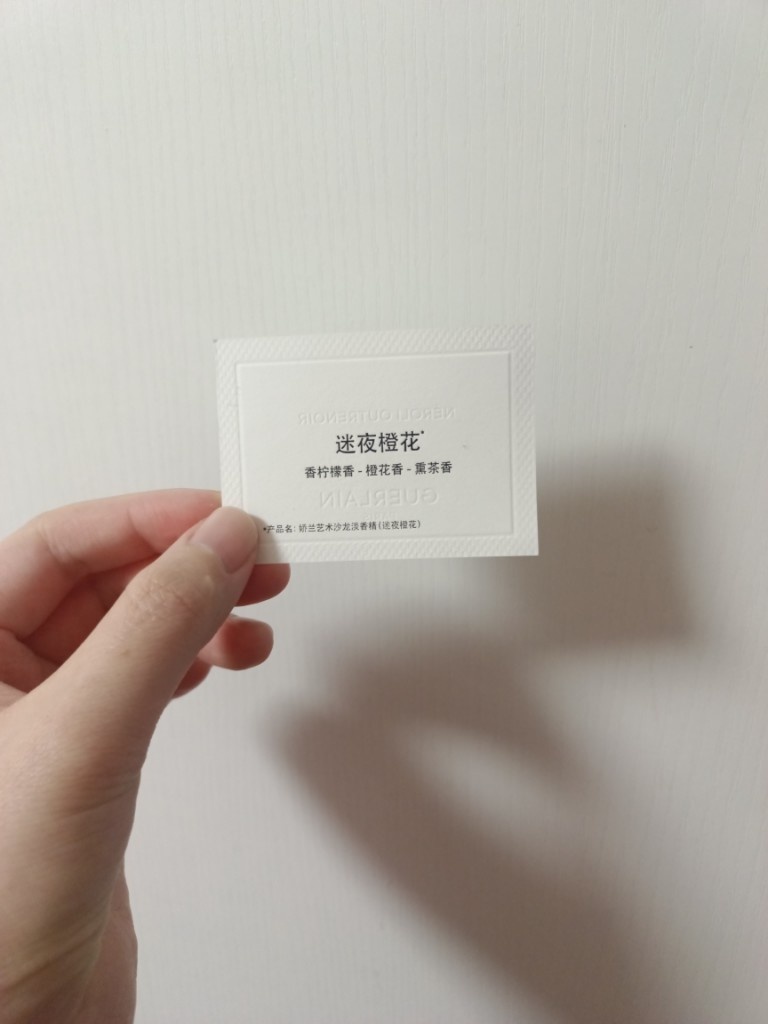 NÉROLI OUTRENOIR
迷夜橙花*
香柠檬香 - 橙花香 - 熏茶香
GUERLAIN
*产品名: 娇兰艺术沙龙淡香精(迷夜橙花)